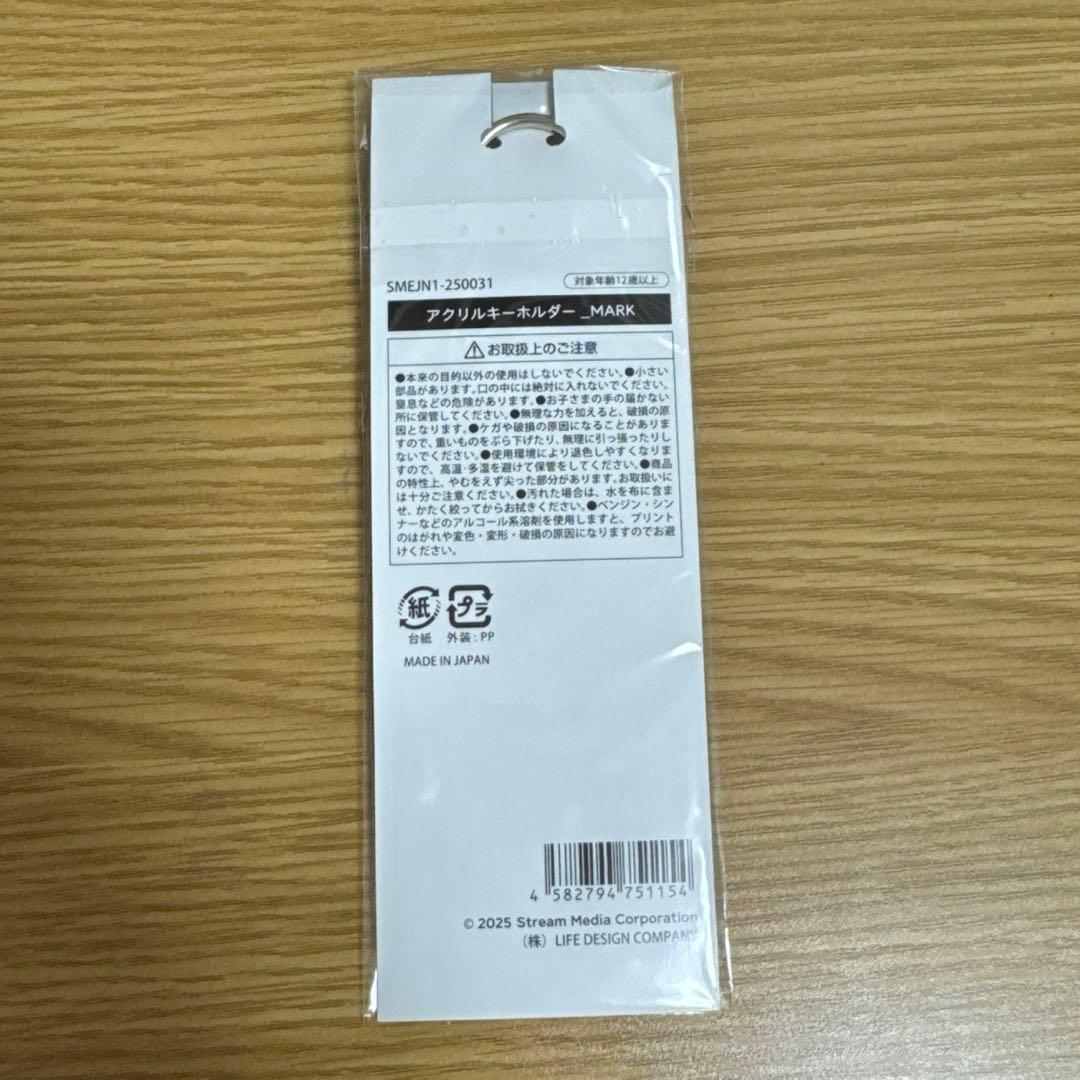 SMEJN1-250031
対象年齢12歳以上
アクリルキーホルダー _MARK
お取扱上のご注意
●本来の目的以外の使用はしないでください。●小さい
部品があります。口の中には絶対に入れないでください。
窒息などの危険があります。●お子さまの手の届かない
所に保管してください。●無理な力を加えると、破損の原
因となります。●ケガや破損の原因になることがありま
すので、重いものをぶら下げたり、無理に引っ張ったりし
ないでください。●使用環境により退色しやすくなりま
すので、高温・多湿を避けて保管をしてください。●商品
の特性上、やむをえず尖った部分があります。お取扱いに
は十分ご注意ください。●汚れた場合は、水を布に含ま
せ、かたく絞ってからお拭きください。●ベンジン・シン
ナーなどのアルコール系溶剤を使用しますと、プリント
のはがれや変色・変形・破損の原因になりますのでお避
けください。
紙 プラ
台紙 外装:PP
MADE IN JAPAN
4 582794 751154
© 2025 Stream Media Corporation
(株) LIFE DESIGN COMPANY